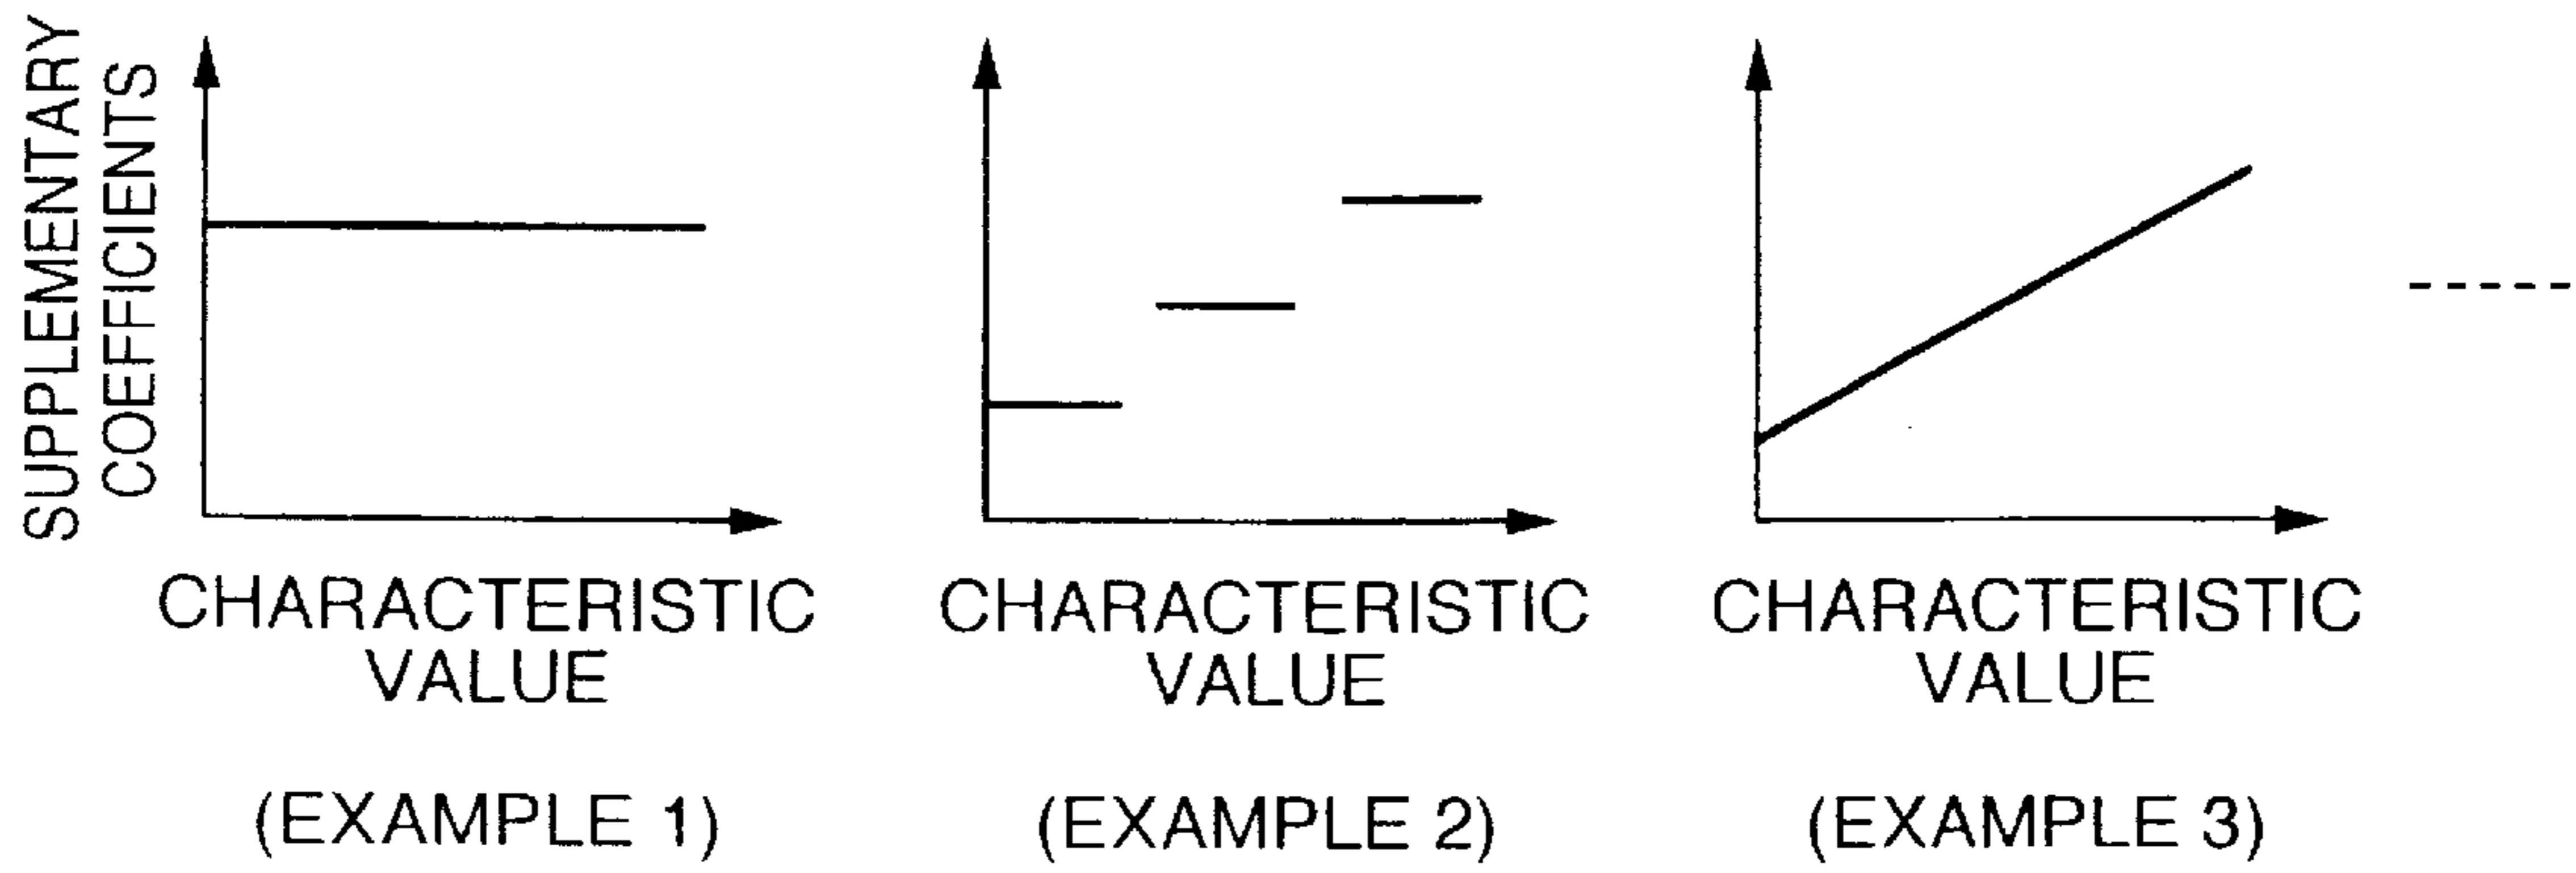 SUPPLEMENTARY
COEFFICIENTS
CHARACTERISTIC
VALUE
(EXAMPLE 1)
CHARACTERISTIC
VALUE
(EXAMPLE 2)
CHARACTERISTIC
VALUE
(EXAMPLE 3)